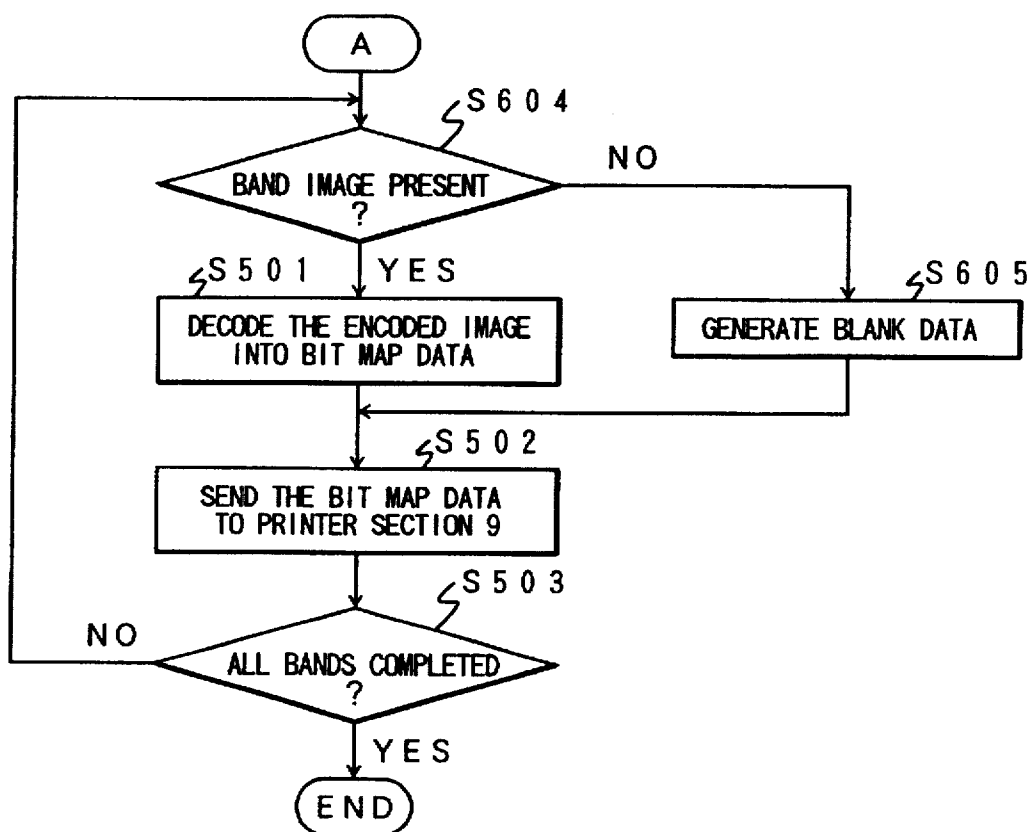 A
S604
BAND IMAGE PRESENT
?
NO
S501
YES
S605
DECODE THE ENCODED IMAGE
INTO BIT MAP DATA
GENERATE BLANK DATA
S502
SEND THE BIT MAP DATA
TO PRINTER SECTION 9
S503
NO
ALL BANDS COMPLETED
?
YES
END